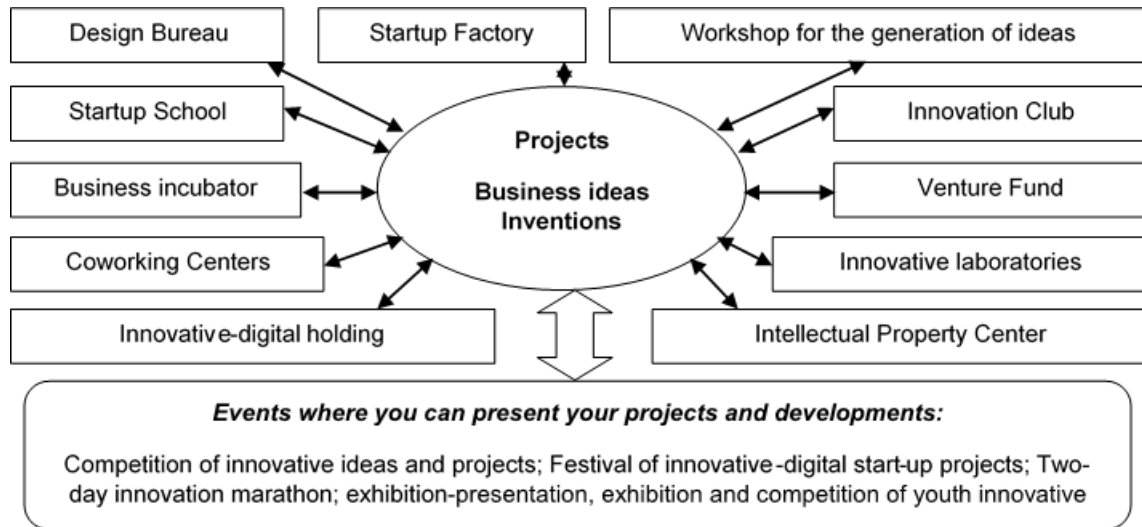 Design Bureau
Startup Factory
Workshop for the generation of ideas
Startup School
Innovation Club
Projects
Business ideas
Inventions
Business incubator
Venture Fund
Coworking Centers
Innovative laboratories
Innovative-digital holding
Intellectual Property Center
Events where you can present your projects and developments:
Competition of innovative ideas and projects; Festival of innovative-digital start-up projects; Two-
day innovation marathon; exhibition-presentation, exhibition and competition of youth innovative